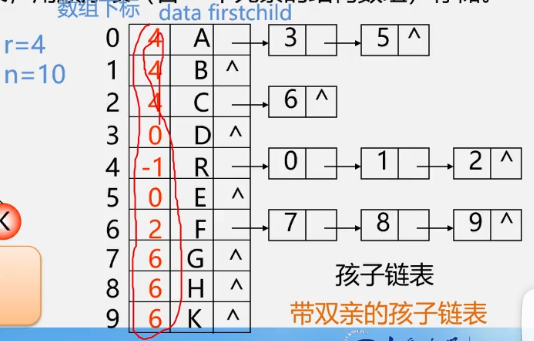 数组下标 data firstchild
r=4
n=10
0 4 A 3 5 ^
1 4 B ^
2 4 C 6 ^
3 0 D ^
4 -1 R 0 1 2 ^
5 0 E ^
6 2 F 7 8 9 ^
7 6 G ^
8 6 H ^
9 6 K ^
孩子链表
带双亲的孩子链表